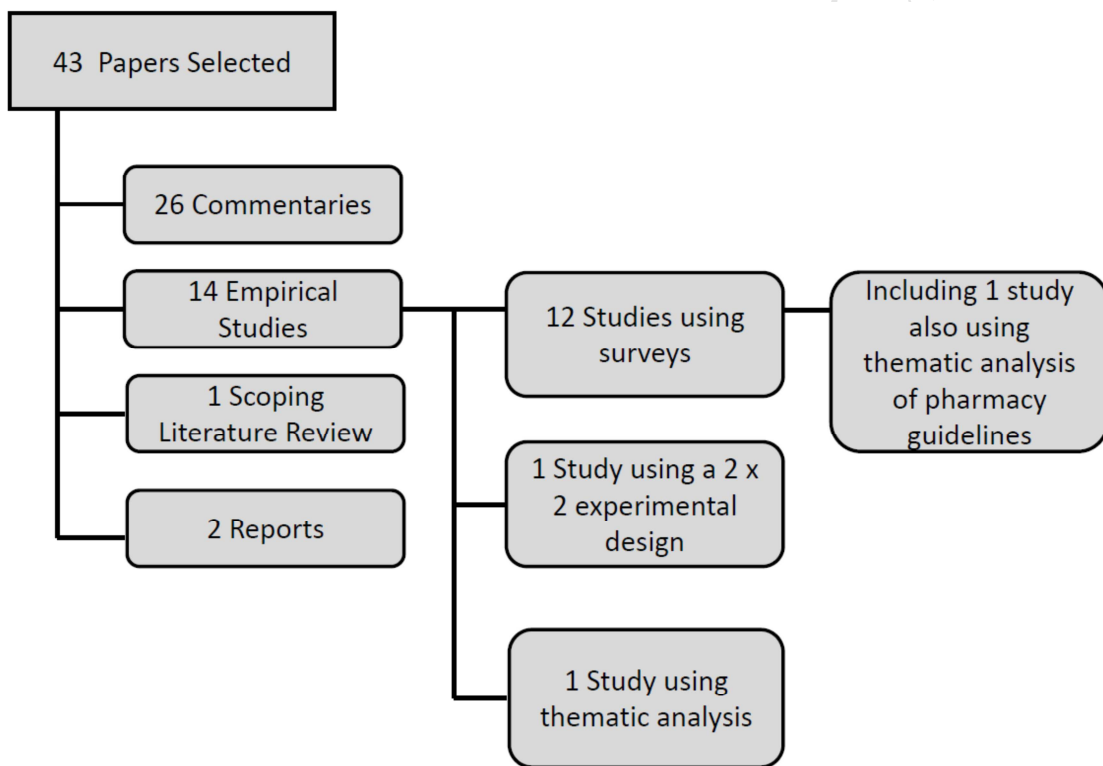 43 Papers Selected
26 Commentaries
14 Empirical
Studies
1 Scoping
Literature Review
2 Reports
12 Studies using
surveys
1 Study using a 2 x
2 experimental
design
1 Study using
thematic analysis
Including 1 study
also using
thematic analysis
of pharmacy
guidelines